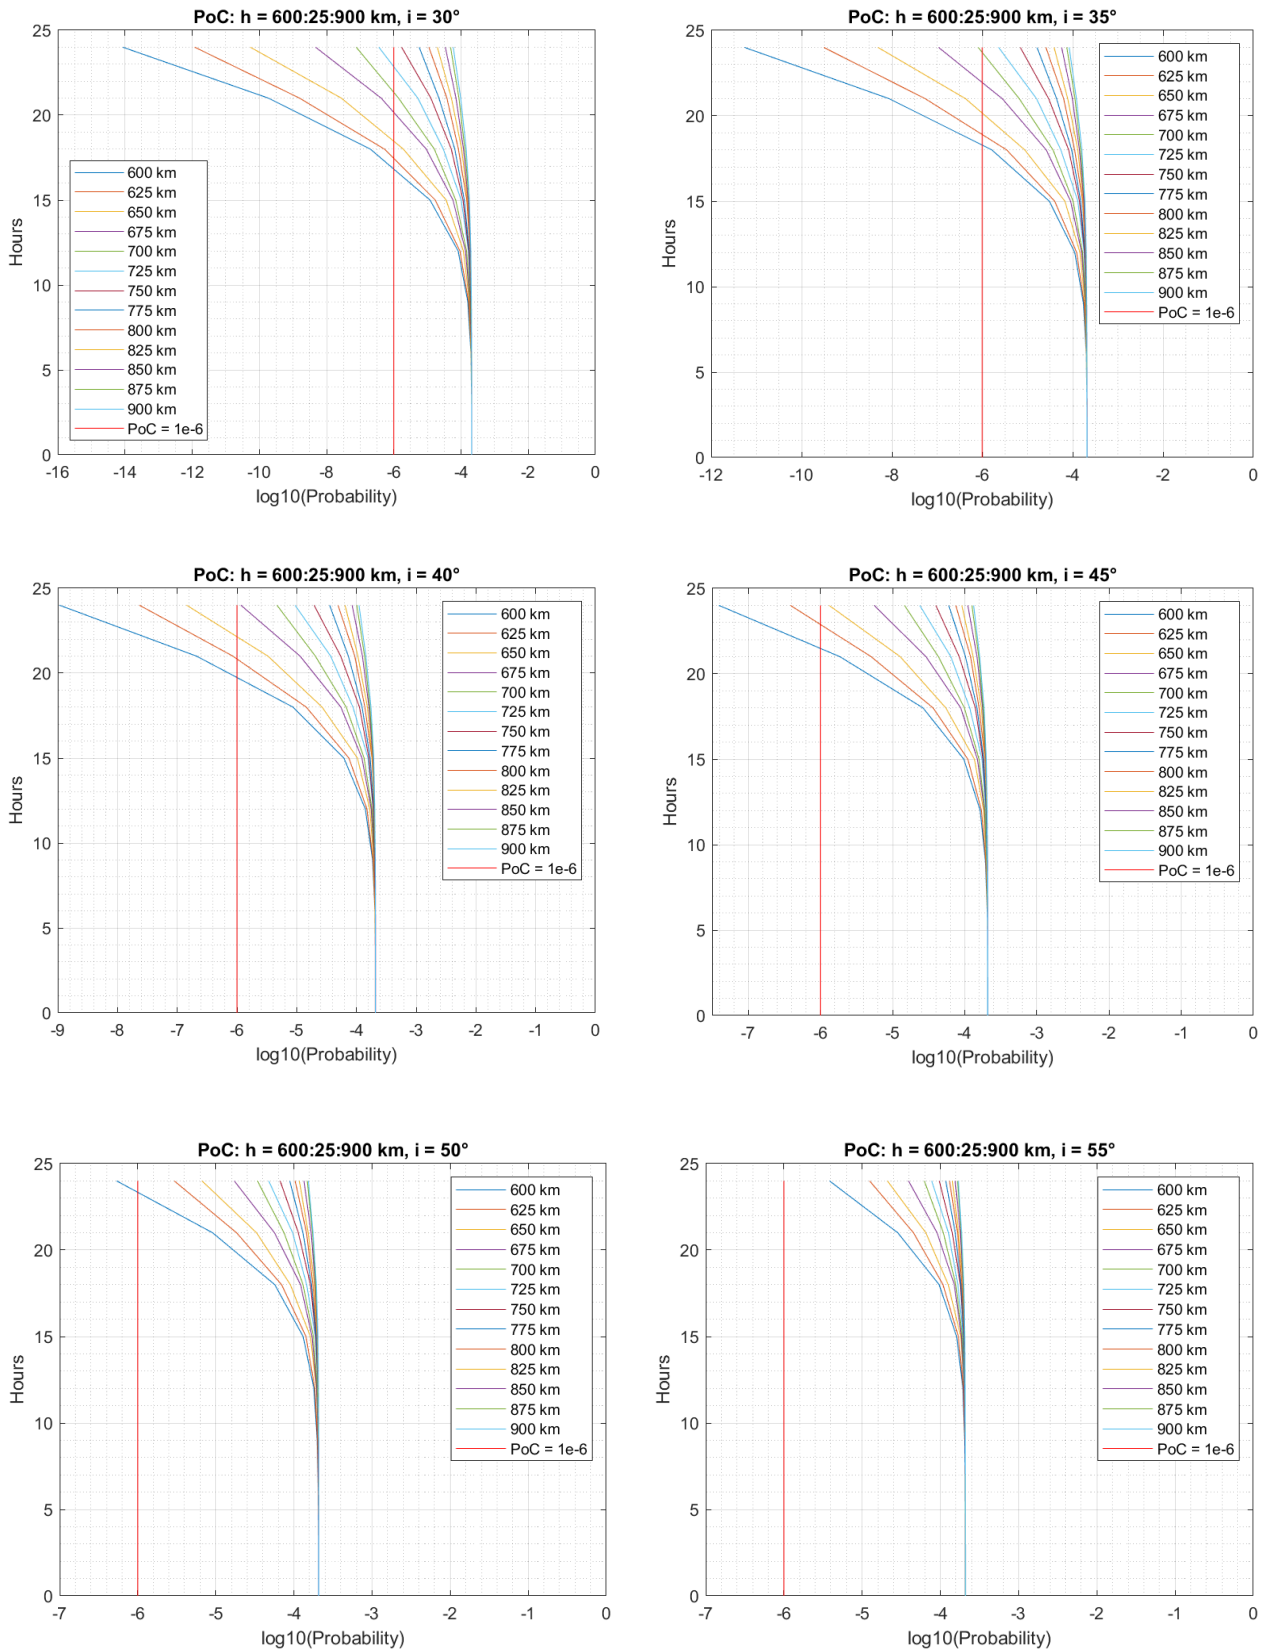 PoC: h = 600:25:900 km, i = 30°
25
20
15
10
5
0
Hours
600 km
625 km
650 km
675 km
700 km
725 km
750 km
775 km
800 km
825 km
850 km
875 km
900 km
PoC = 1e-6
-16 -14 -12 -10 -8 -6 -4 -2 0
log10(Probability)
PoC: h = 600:25:900 km, i = 35°
25
20
15
10
5
0
Hours
600 km
625 km
650 km
675 km
700 km
725 km
750 km
775 km
800 km
825 km
850 km
875 km
900 km
PoC = 1e-6
-12 -10 -8 -6 -4 -2 0
log10(Probability)
PoC: h = 600:25:900 km, i = 40°
25
20
15
10
5
0
Hours
600 km
625 km
650 km
675 km
700 km
725 km
750 km
775 km
800 km
825 km
850 km
875 km
900 km
PoC = 1e-6
-9 -8 -7 -6 -5 -4 -3 -2 -1 0
log10(Probability)
PoC: h = 600:25:900 km, i = 45°
25
20
15
10
5
0
Hours
600 km
625 km
650 km
675 km
700 km
725 km
750 km
775 km
800 km
825 km
850 km
875 km
900 km
PoC = 1e-6
-7 -6 -5 -4 -3 -2 -1 0
log10(Probability)
PoC: h = 600:25:900 km, i = 50°
25
20
15
10
5
0
Hours
600 km
625 km
650 km
675 km
700 km
725 km
750 km
775 km
800 km
825 km
850 km
875 km
900 km
PoC = 1e-6
-7 -6 -5 -4 -3 -2 -1 0
log10(Probability)
PoC: h = 600:25:900 km, i = 55°
25
20
15
10
5
0
Hours
600 km
625 km
650 km
675 km
700 km
725 km
750 km
775 km
800 km
825 km
850 km
875 km
900 km
PoC = 1e-6
-7 -6 -5 -4 -3 -2 -1 0
log10(Probability)